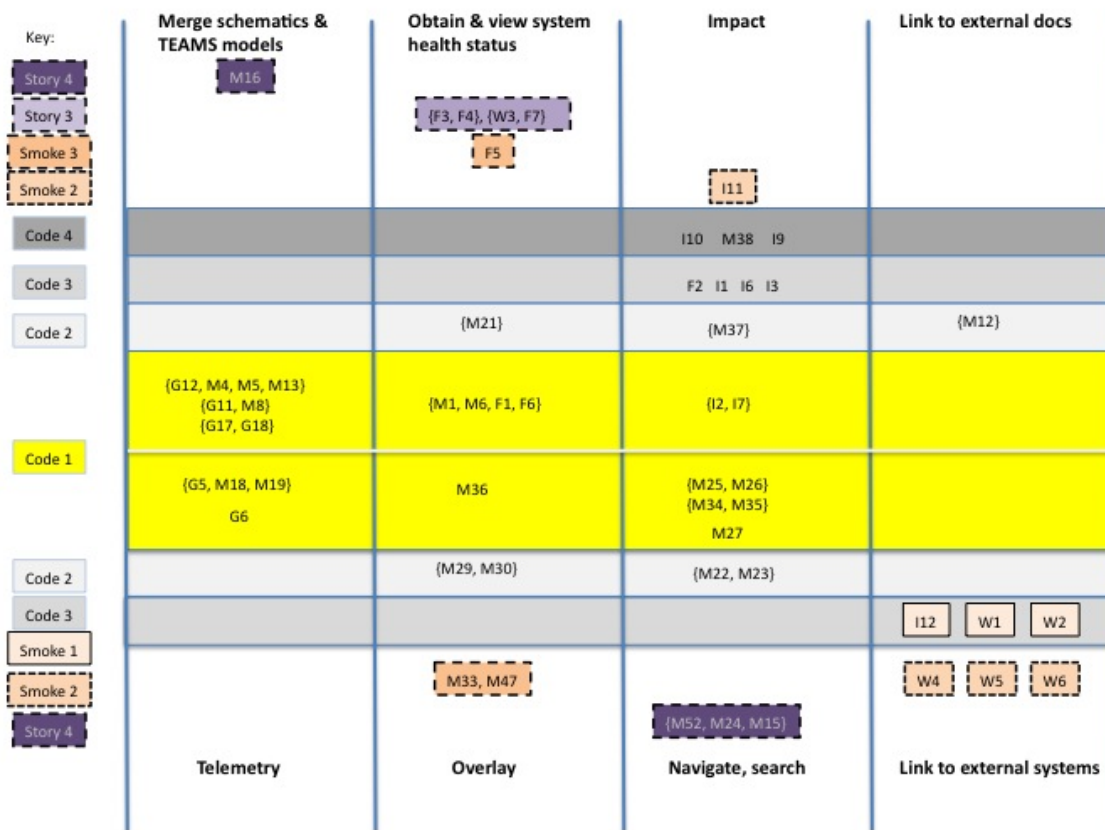 Merge schematics & Obtain & view system Impact Link to external docs
Key: TEAMS models health status
Story 4 M16
Story 3 {F3, F4}, {W3, F7}
Smoke 3 F5
Smoke 2 I11
Code 4 I10 M38 I9
Code 3 F2 I1 I6 I3
Code 2 {M21} {M37} {M12}
{G12, M4, M5, M13}
{G11, M8} {M1, M6, F1, F6} {I2, I7}
{G17, G18}
Code 1
{G5, M18, M19} M36 {M25, M26}
{M34, M35}
G6
M27
Code 2 {M29, M30} {M22, M23}
Code 3 I12 W1 W2
Smoke 1
Smoke 2 M33, M47 W4 W5 W6
Story 4 {M52, M24, M15}
Telemetry Overlay Navigate, search Link to external systems